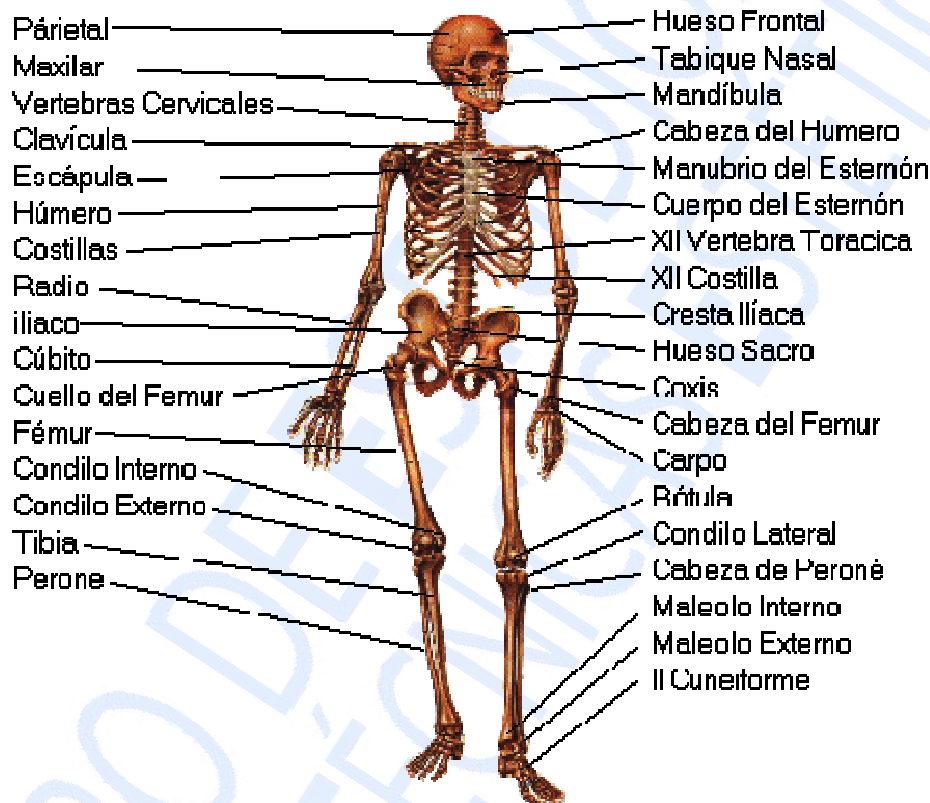 Párietal
Maxilar
Vertebras Cervicales
Clavícula
Escápula
Húmero
Costillas
Radio
iliaco
Cúbito
Cuello del Femur
Fémur
Condilo Interno
Condilo Externo
Tibia
Perone
Hueso Frontal
Tabique Nasal
Mandíbula
Cabeza del Humero
Manubrio del Esternón
Cuerpo del Esternón
XII Vertebra Toracica
XII Costilla
Cresta Ilíaca
Hueso Sacro
Coxis
Cabeza del Femur
Carpo
Rótula
Condilo Lateral
Cabeza de Peroné
Maleolo Interno
Maleolo Externo
II Cuneiforme